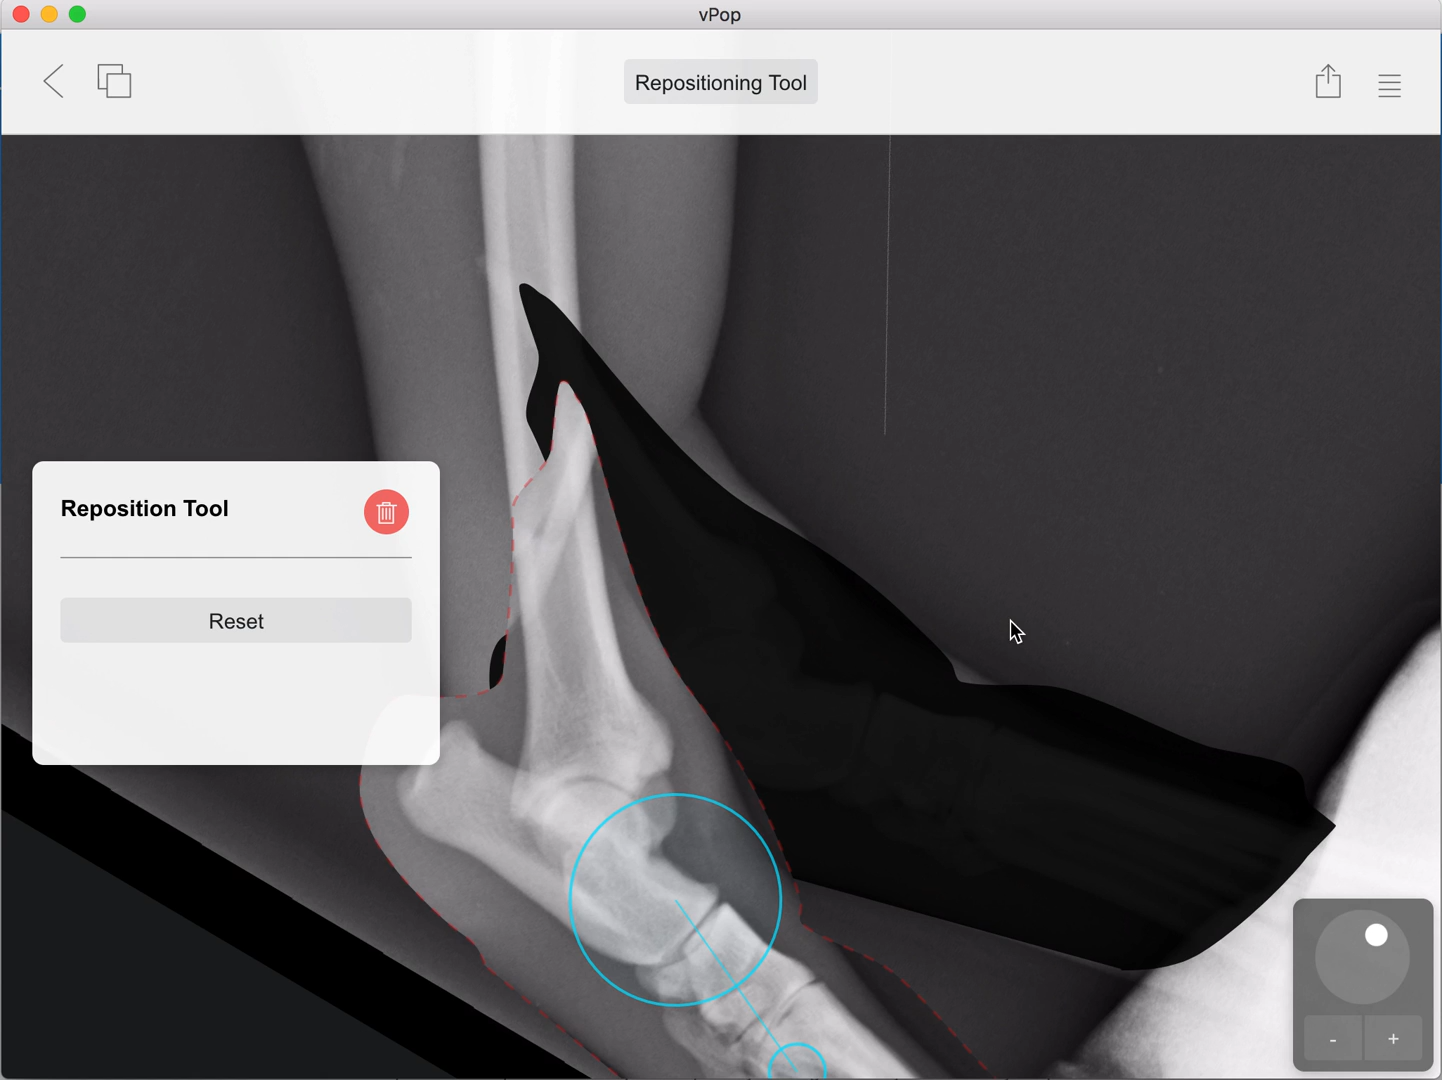 vPop
Repositioning Tool
Reposition Tool
Reset
- +